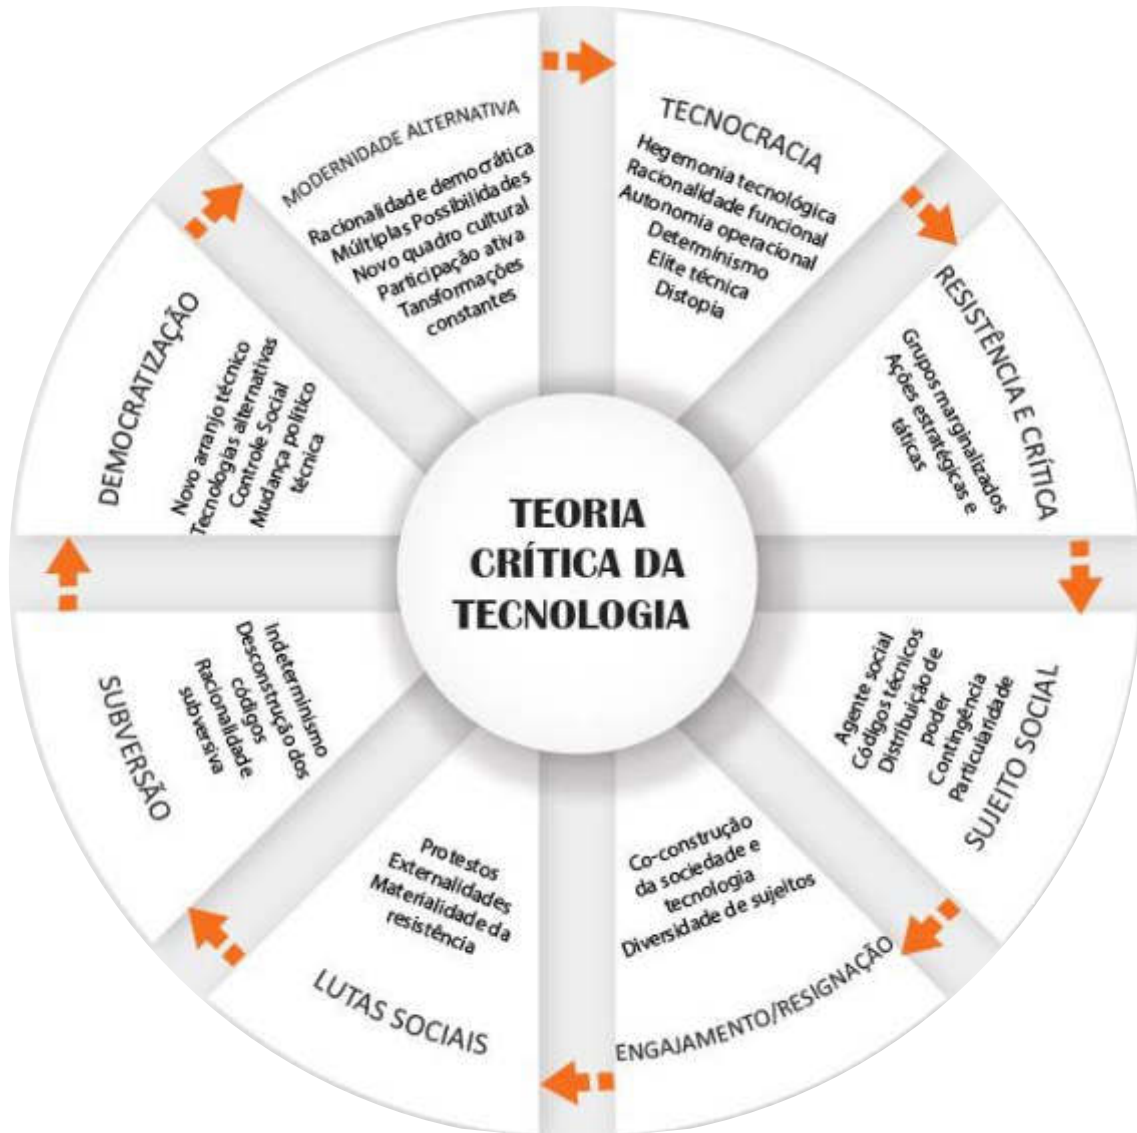 TEORIA
CRÍTICA DA
TECNOLOGIA
TECNOCRACIA
Hegemonia tecnológica
Racionalidade funcional
Autonomia operacional
Determinismo
Elite técnica
Distopia
RESISTÊNCIA E CRÍTICA
Grupos marginalizados
Ações estratégicas e
táticas
SUJEITO SOCIAL
Agente social
Códigos técnicos
Distribuição de
poder
Contingência
Particularidade
ENGAJAMENTO/RESIGNAÇÃO
Co-construção
da sociedade e
tecnologia
Diversidade de sujeitos
LUTAS SOCIAIS
Protestos
Externalidades
Materialidade da
resistência
SUBVERSÃO
Indeterminismo
Desconstrução dos
códigos
Racionalidade
subversiva
DEMOCRATIZAÇÃO
Novo arranjo técnico
Tecnologias alternativas
Controle Social
Mudança político
técnica
MODERNIDADE ALTERNATIVA
Racionalidade democrática
Múltiplas Possibilidades
Novo quadro cultural
Participação ativa
Tansformações
constantes